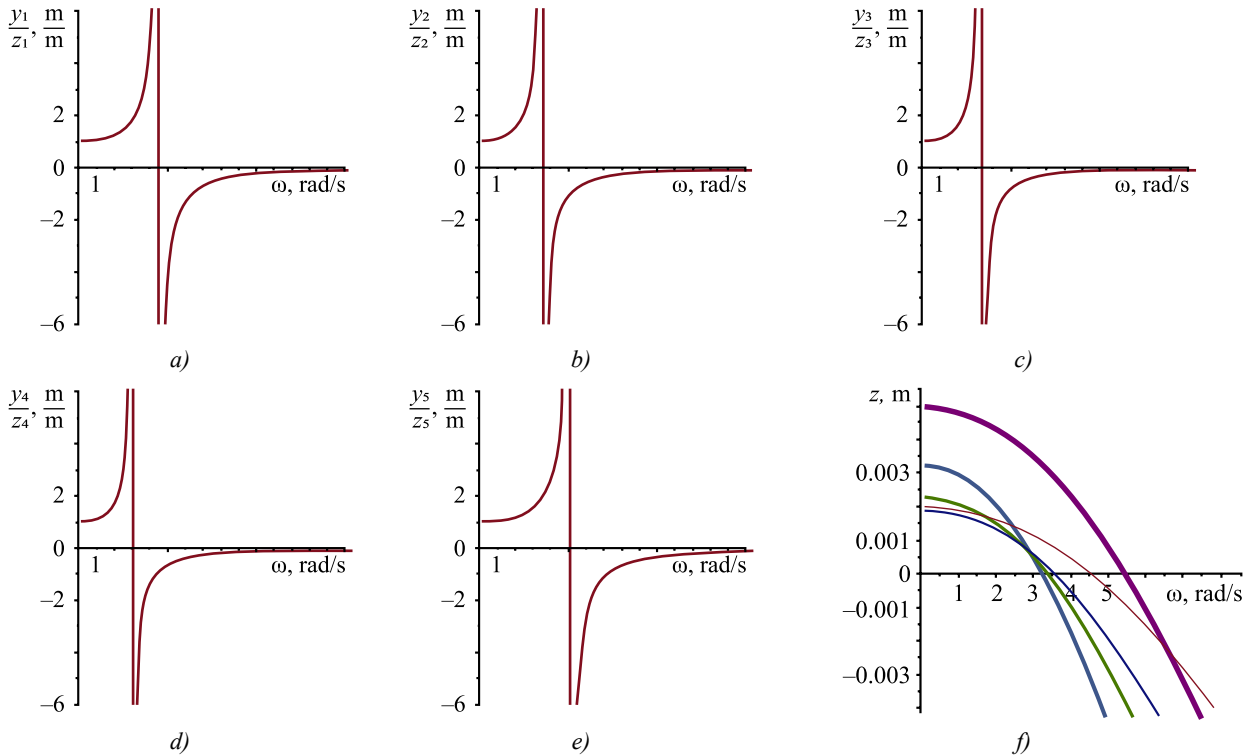 y₁/z₁, m/m
2
0
1
ω, rad/s
–2
–6
a)
y₂/z₂, m/m
2
0
1
ω, rad/s
–2
–6
b)
y₃/z₃, m/m
2
0
1
ω, rad/s
–2
–6
c)
y₄/z₄, m/m
2
0
1
ω, rad/s
–2
–6
d)
y₅/z₅, m/m
2
0
1
ω, rad/s
–2
–6
e)
z, m
0.003
0.001
0
1 2 3 4 5 ω, rad/s
–0.001
–0.003
f)